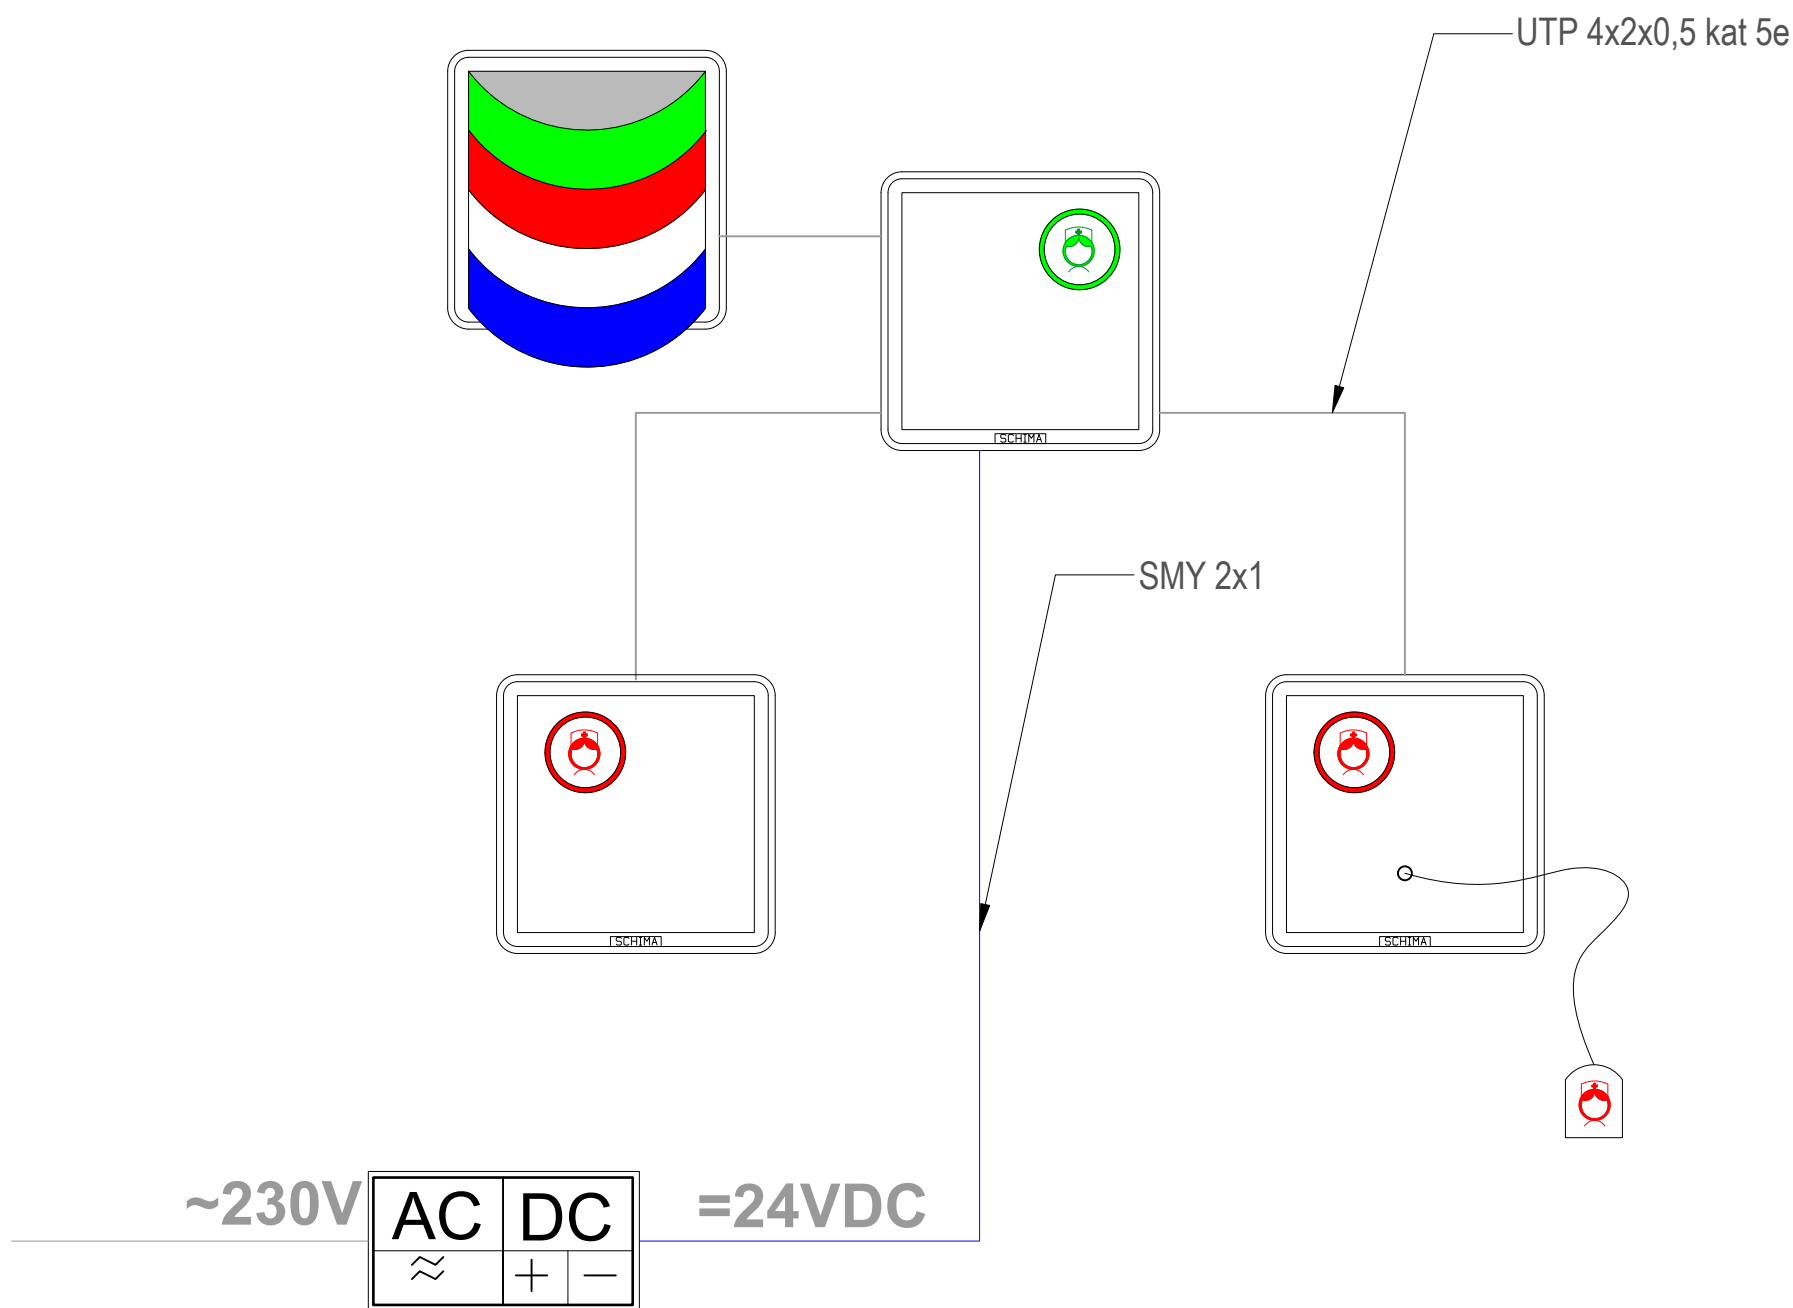 UTP 4x2x0,5 kat 5e
SCHIMA
SMY 2x1
SCHIMA
SCHIMA
~230V
AC
DC
=24VDC
≈
+
−